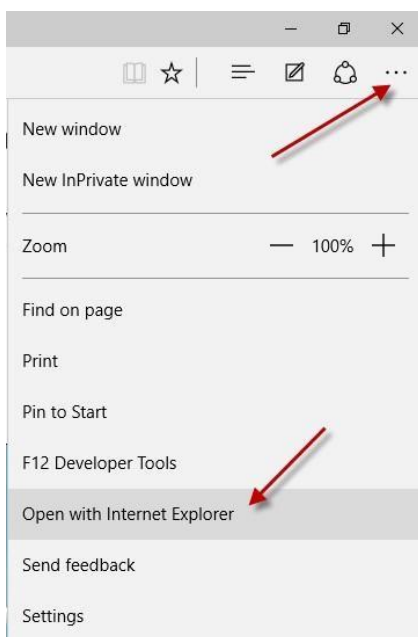 New window
New InPrivate window
Zoom — 100% +
Find on page
Print
Pin to Start
F12 Developer Tools
Open with Internet Explorer
Send feedback
Settings